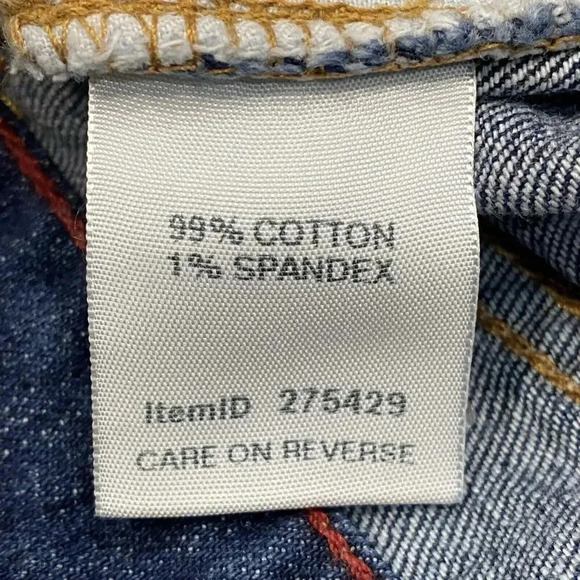 99% COTTON
1% SPANDEX
ItemID 275429
CARE ON REVERSE